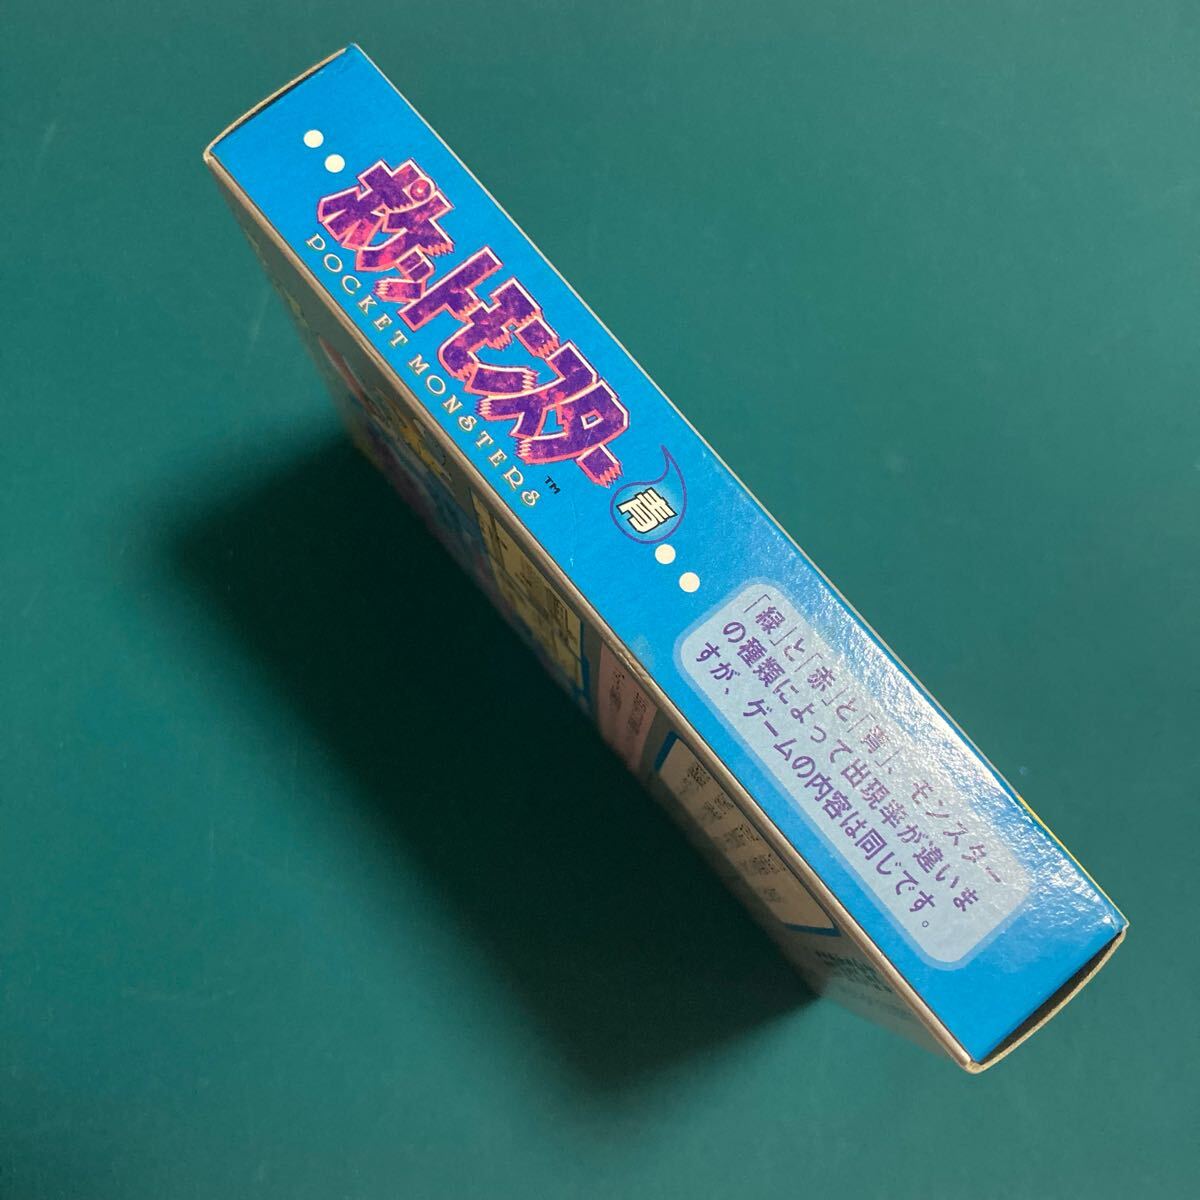 ポケットモンスター
POCKET MONSTERS™
青
「緑」と「赤」と「青」、モンスター
の種類によって出現率が違いま
すが、ゲームの内容は同じです。